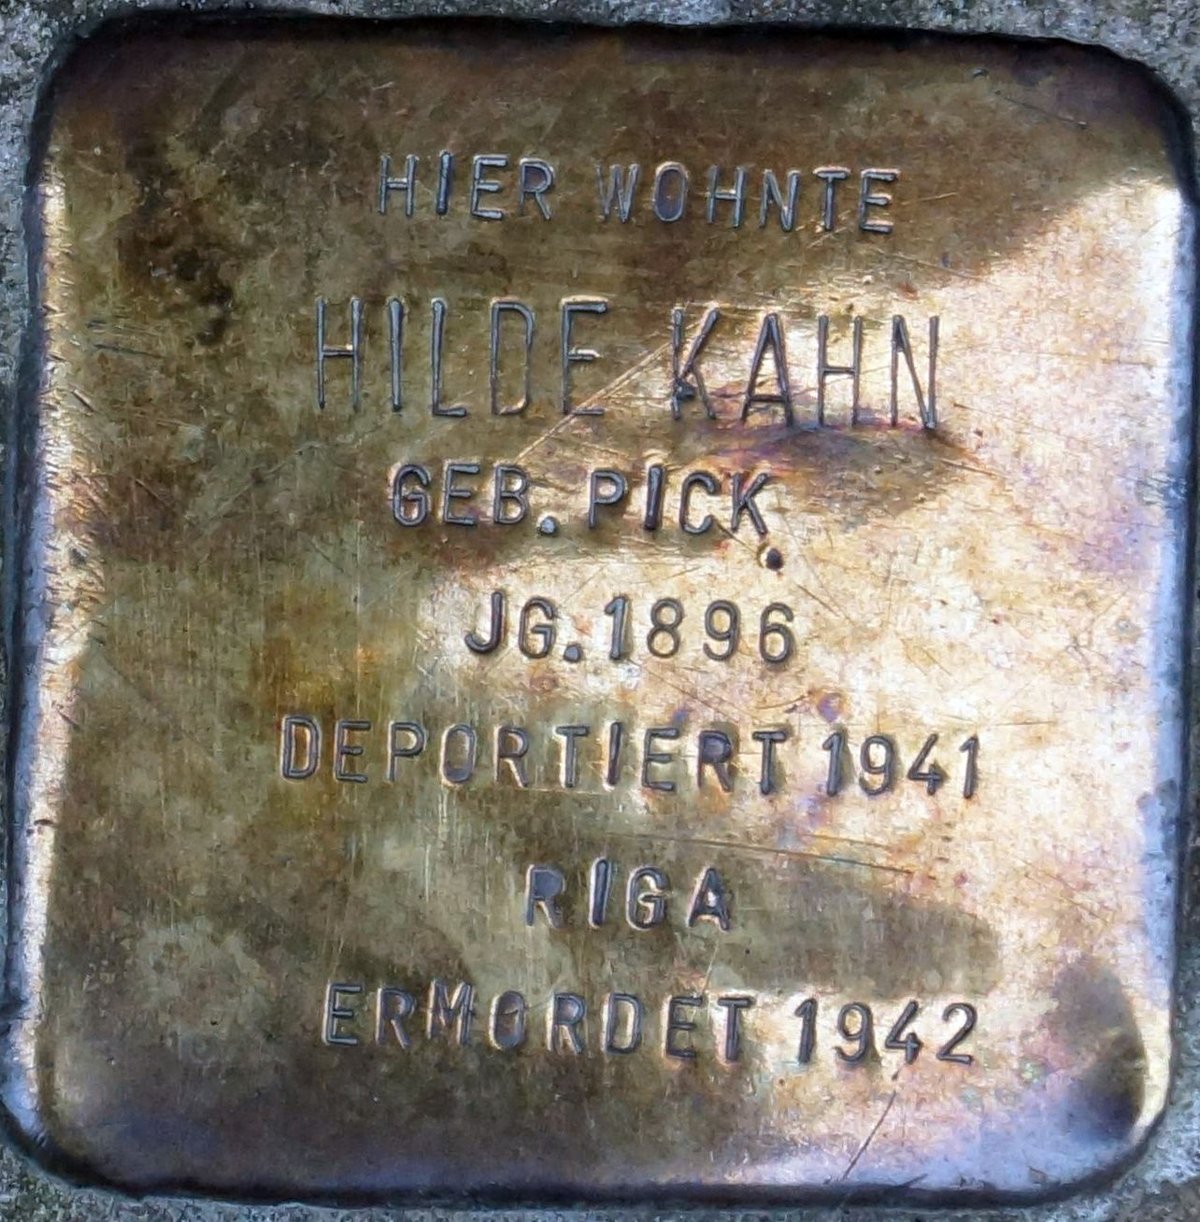 HIER WOHNTE
HILDE KAHN
GEB. PICK
JG. 1896
DEPORTIERT 1941
RIGA
ERMORDET 1942